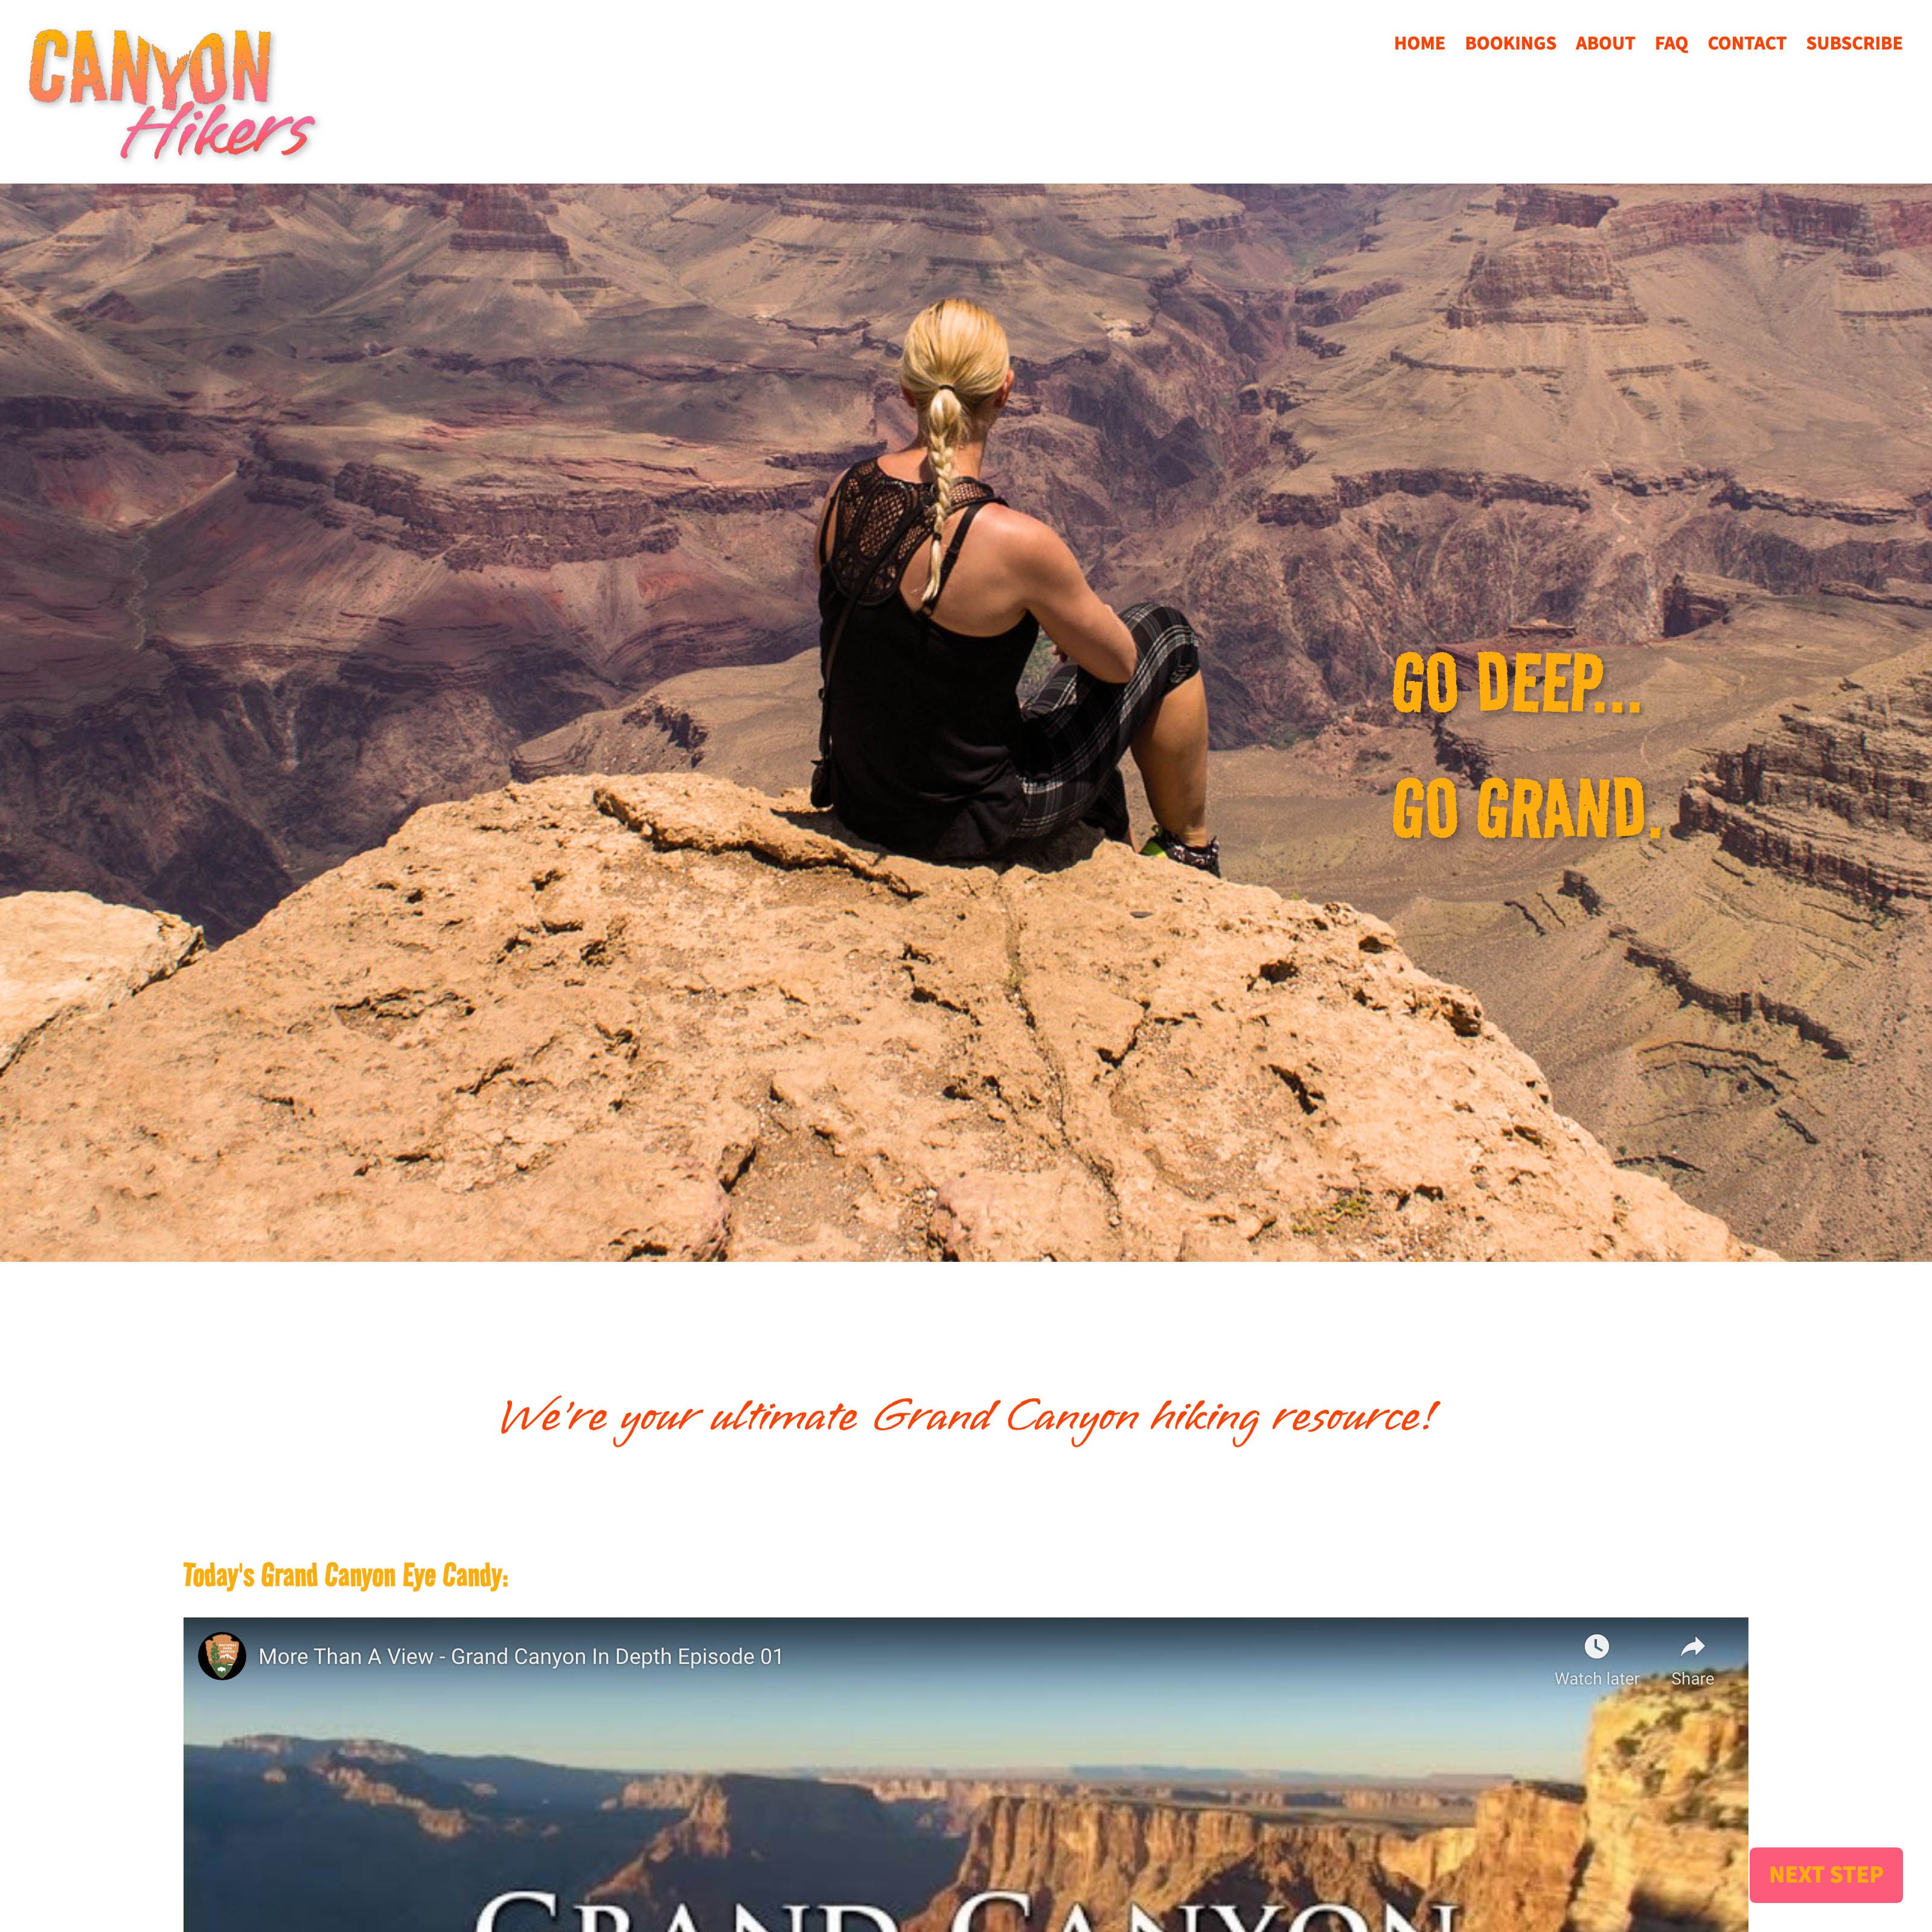 CANYON
Hikers
HOME BOOKINGS ABOUT FAQ CONTACT SUBSCRIBE
GO DEEP...
GO GRAND.
We're your ultimate Grand Canyon hiking resource!
Today's Grand Canyon Eye Candy:
More Than A View - Grand Canyon In Depth Episode 01
Watch later
Share
GRAND CANYON
NEXT STEP